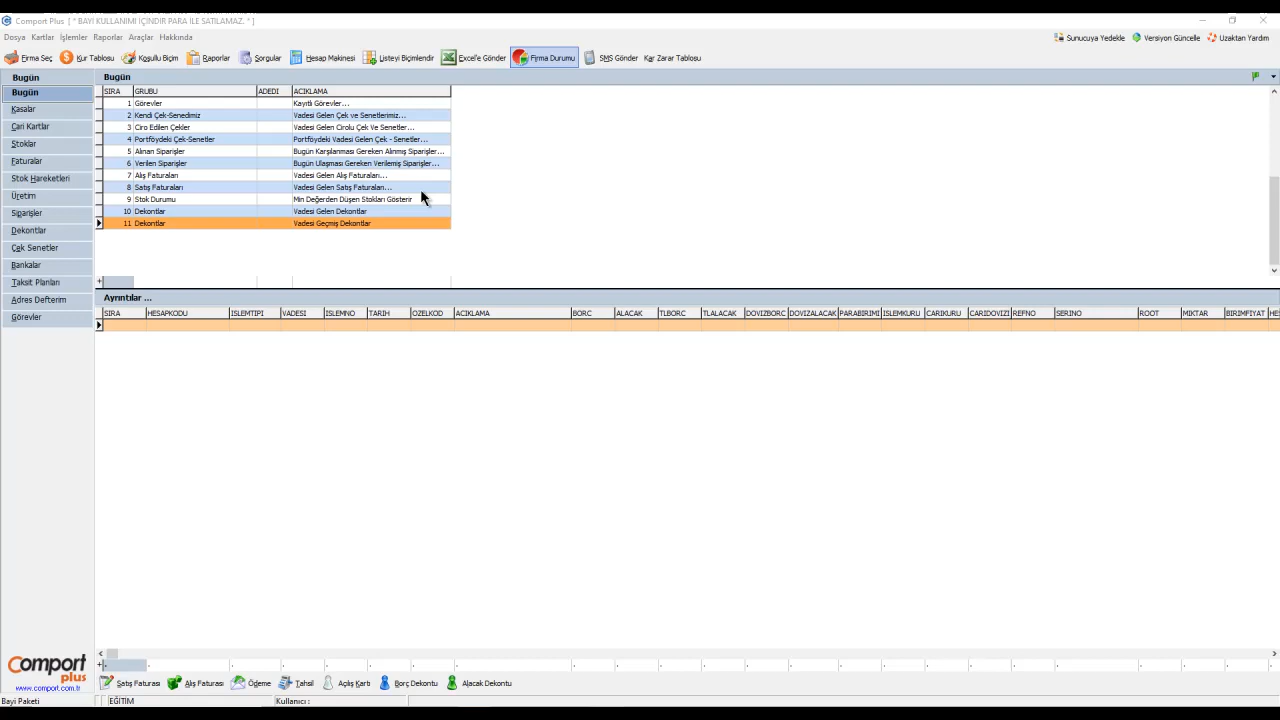 Comport Plus [ * BAYİ KULLANIMI İÇİNDİR PARA İLE SATILAMAZ. * ]
Dosya Kartlar İşlemler Raporlar Araçlar Hakkında
Sunucuya Yedekle Versiyon Güncelle Uzaktan Yardım
Firma Seç Kur Tablosu Koşullu Biçim Raporlar Sorgular Hesap Makinesi Listeyi Biçimlendir Excel'e Gönder Firma Durumu SMS Gönder Kar Zarar Tablosu
Bugün
Bugün
Kasalar
Cari Kartlar
Stoklar
Faturalar
Stok Hareketleri
Üretim
Siparişler
Dekontlar
Çek Senetler
Bankalar
Taksit Planları
Adres Defterim
Görevler
Bugün
SIRA GRUBU ADEDI ACIKLAMA
1 Görevler Kayıtlı Görevler...
2 Kendi Çek-Senedimiz Vadesi Gelen Çek ve Senetlerimiz...
3 Ciro Edilen Çekler Vadesi Gelen Cirolu Çek Ve Senetler...
4 Portföydeki Çek-Senetler Portföydeki Vadesi Gelen Çek - Senetler...
5 Alınan Siparişler Bugün Karşılanması Gereken Alınmış Siparişler...
6 Verilen Siparişler Bugün Ulaşması Gereken Verilemiş Siparişler...
7 Alış Faturaları Vadesi Gelen Alış Faturaları...
8 Satış Faturaları Vadesi Gelen Satış Faturaları...
9 Stok Durumu Min Değerden Düşen Stokları Gösterir
10 Dekontlar Vadesi Gelen Dekontlar
11 Dekontlar Vadesi Geçmiş Dekontlar
Ayrıntılar ...
SIRA HESAPKODU ISLEMTIPI VADESI ISLEMNO TARIH OZELKOD ACIKLAMA BORC ALACAK TLBORC TLALACAK DOVIZBORC DOVIZALACAK PARABIRIMI ISLEMKURU CARIKURU CARIDOVIZI REFNO SERINO ROOT MIKTAR BIRIMFIYAT HE
Satış Faturası Alış Faturası Ödeme Tahsil Açılış Kartı Borç Dekontu Alacak Dekontu
Comport
plus
www.comport.com.tr
Bayi Paketi EĞİTİM Kullanıcı :